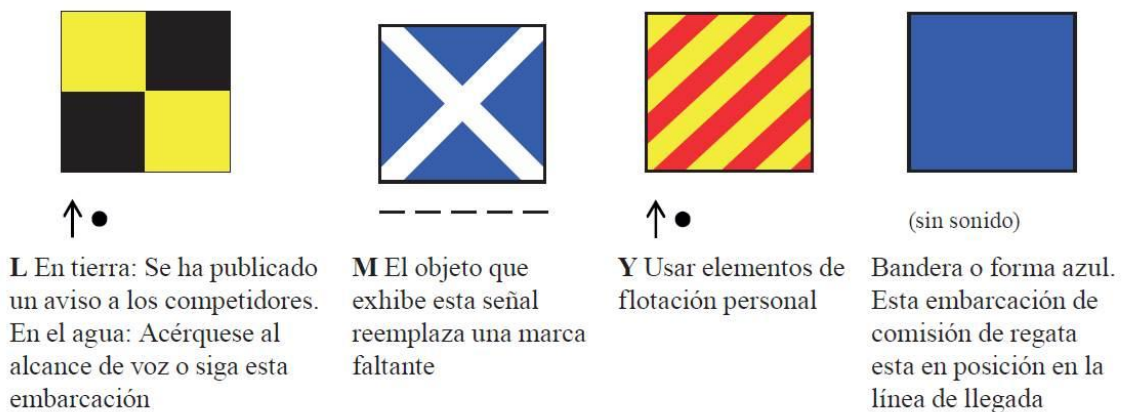 (sin sonido)
L En tierra: Se ha publicado
un aviso a los competidores.
En el agua: Acérquese al
alcance de voz o siga esta
embarcación
M El objeto que
exhibe esta señal
reemplaza una marca
faltante
Y Usar elementos de
flotación personal
Bandera o forma azul.
Esta embarcación de
comisión de regata
esta en posición en la
línea de llegada